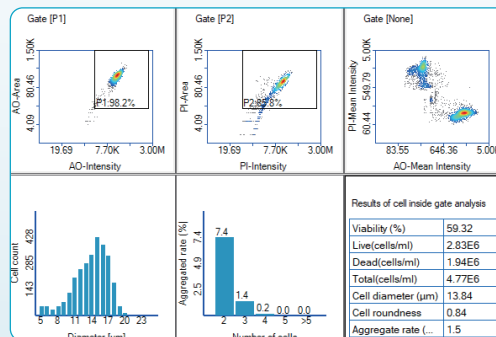 Gate [P1]
1.50K
80.46
4.09
AO-Area
P1:98.2%
19.69 7.70K 3.00M
AO-Intensity
Gate [P2]
1.50K
80.46
4.09
PI-Area
19.69 7.70K 3.00M
PI-Intensity
Gate [None]
5.00K
549.79
60.44
PI-Mean Intensity
83.55 646.36 5.00M
AO-Mean Intensity
428
285
143
Cell count
5 8 11 14 17 20 23
Diameter [um]
7.4
4.9
2.5
Aggregated rate (%)
7.4
1.4
0.2
0.0
0.0
2 3 4 5 >5
Number of cells
Results of cell inside gate analysis
Viability (%) 59.32
Live(cells/ml) 2.83E6
Dead(cells/ml) 1.94E6
Total(cells/ml) 4.77E6
Cell diameter (μm) 13.84
Cell roundness 0.84
Aggregate rate (... 1.5